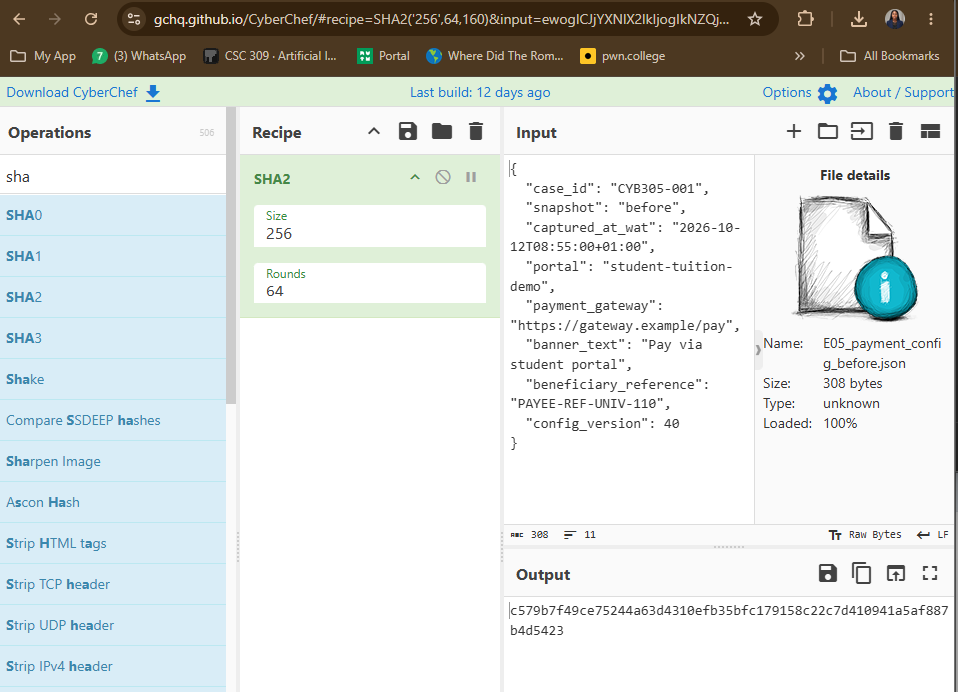 gchq.github.io/CyberChef/#recipe=SHA2('256',64,160)&input=ewogICJjYXNlX2lkIjogIkNZQj...
My App
7 (3) WhatsApp
CSC 309 · Artificial I...
Portal
Where Did The Rom...
pwn.college
»
All Bookmarks
Download CyberChef
Last build: 12 days ago
Options
About / Support
Operations 506
sha
SHA0
SHA1
SHA2
SHA3
Shake
Compare SSDEEP hashes
Sharpen Image
Ascon Hash
Strip HTML tags
Strip TCP header
Strip UDP header
Strip IPv4 header
Recipe
SHA2
Size
256
Rounds
64
Input
{
"case_id": "CYB305-001",
"snapshot": "before",
"captured_at_wat": "2026-10-
12T08:55:00+01:00",
"portal": "student-tuition-
demo",
"payment_gateway":
"https://gateway.example/pay",
"banner_text": "Pay via
student portal",
"beneficiary_reference":
"PAYEE-REF-UNIV-110",
"config_version": 40
}
File details
Name: E05_payment_confi
g_before.json
Size: 308 bytes
Type: unknown
Loaded: 100%
ABC 308 11
Tт Raw Bytes LF
Output
c579b7f49ce75244a63d4310efb35bfc179158c22c7d410941a5af887
b4d5423